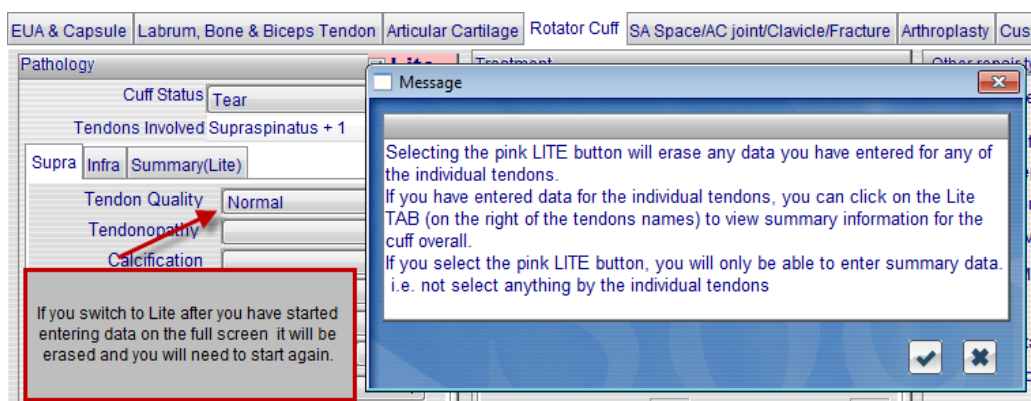 EUA & Capsule Labrum, Bone & Biceps Tendon Articular Cartilage Rotator Cuff SA Space/AC joint/Clavicle/Fracture Arthroplasty Cus
Pathology
Lite
Treatment
Other repair t
Cuff Status Tear
Tendons Involved Supraspinatus + 1
Supra Infra Summary(Lite)
Tendon Quality Normal
Tendonopathy
Calcification
If you switch to Lite after you have started
entering data on the full screen it will be
erased and you will need to start again.
Message
Selecting the pink LITE button will erase any data you have entered for any of
the individual tendons.
If you have entered data for the individual tendons, you can click on the Lite
TAB (on the right of the tendons names) to view summary information for the
cuff overall.
If you select the pink LITE button, you will only be able to enter summary data.
i.e. not select anything by the individual tendons